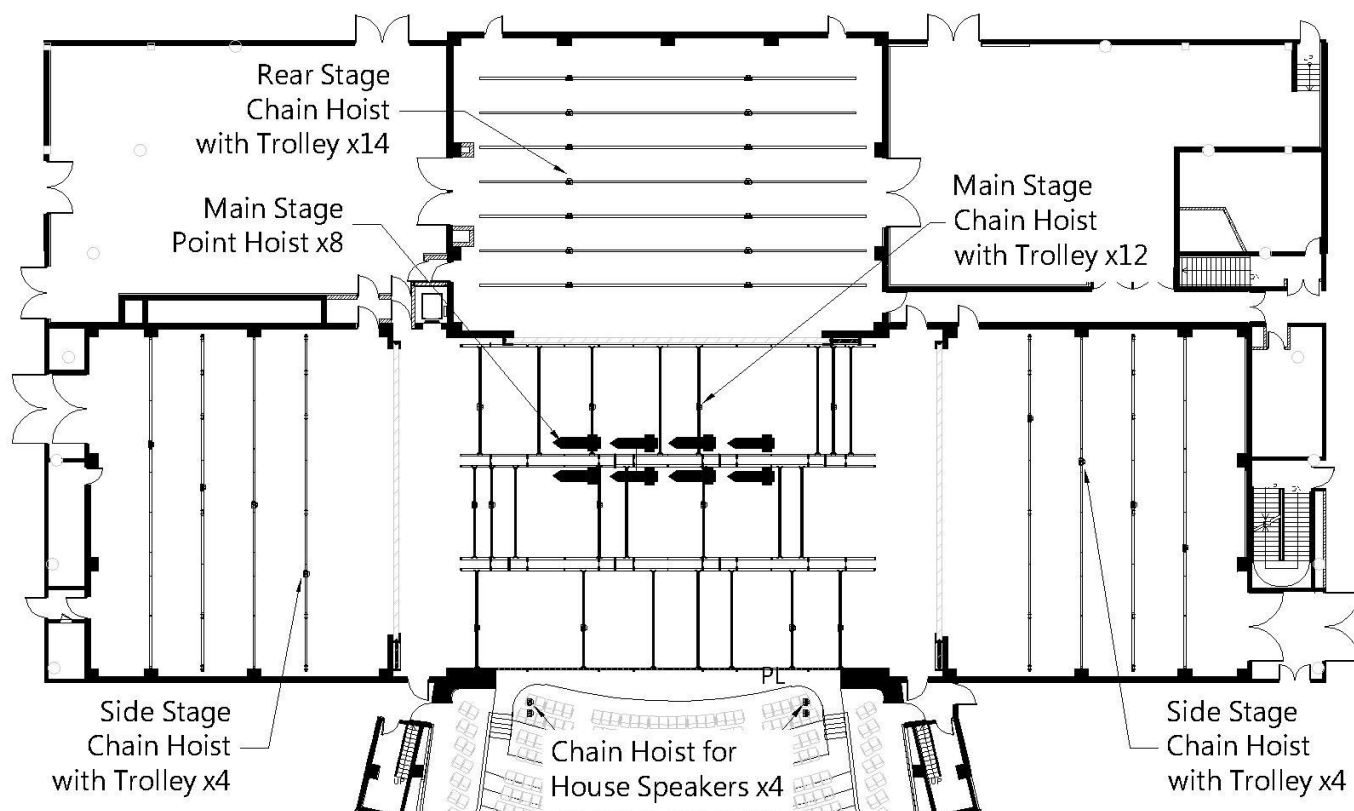 Rear Stage
Chain Hoist
with Trolley x14
Main Stage
Point Hoist x8
Main Stage
Chain Hoist
with Trolley x12
PL
Side Stage
Chain Hoist
with Trolley x4
Chain Hoist for
House Speakers x4
Side Stage
Chain Hoist
with Trolley x4